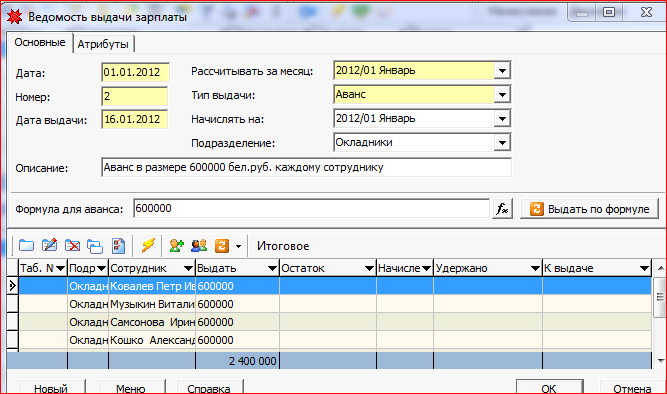 Ведомость выдачи зарплаты
Основные Атрибуты
Дата: 01.01.2012 Рассчитывать за месяц: 2012/01 Январь
Номер: 2 Тип выдачи: Аванс
Дата выдачи: 16.01.2012 Начислять на: 2012/01 Январь
Подразделение: Окладники
Описание: Аванс в размере 600000 бел.руб. каждому сотруднику
Формула для аванса: 600000 fx Выдать по формуле
Итоговое
Таб. N Подр Сотрудник Выдать Остаток Начисле Удержано К выдаче
Окладн Ковалев Петр Ив 600000
Окладн Музыкин Витали 600000
Окладн Самсонова Ирин 600000
Окладн Кошко Александ 600000
2 400 000
Новый Меню Справка OK Отмена